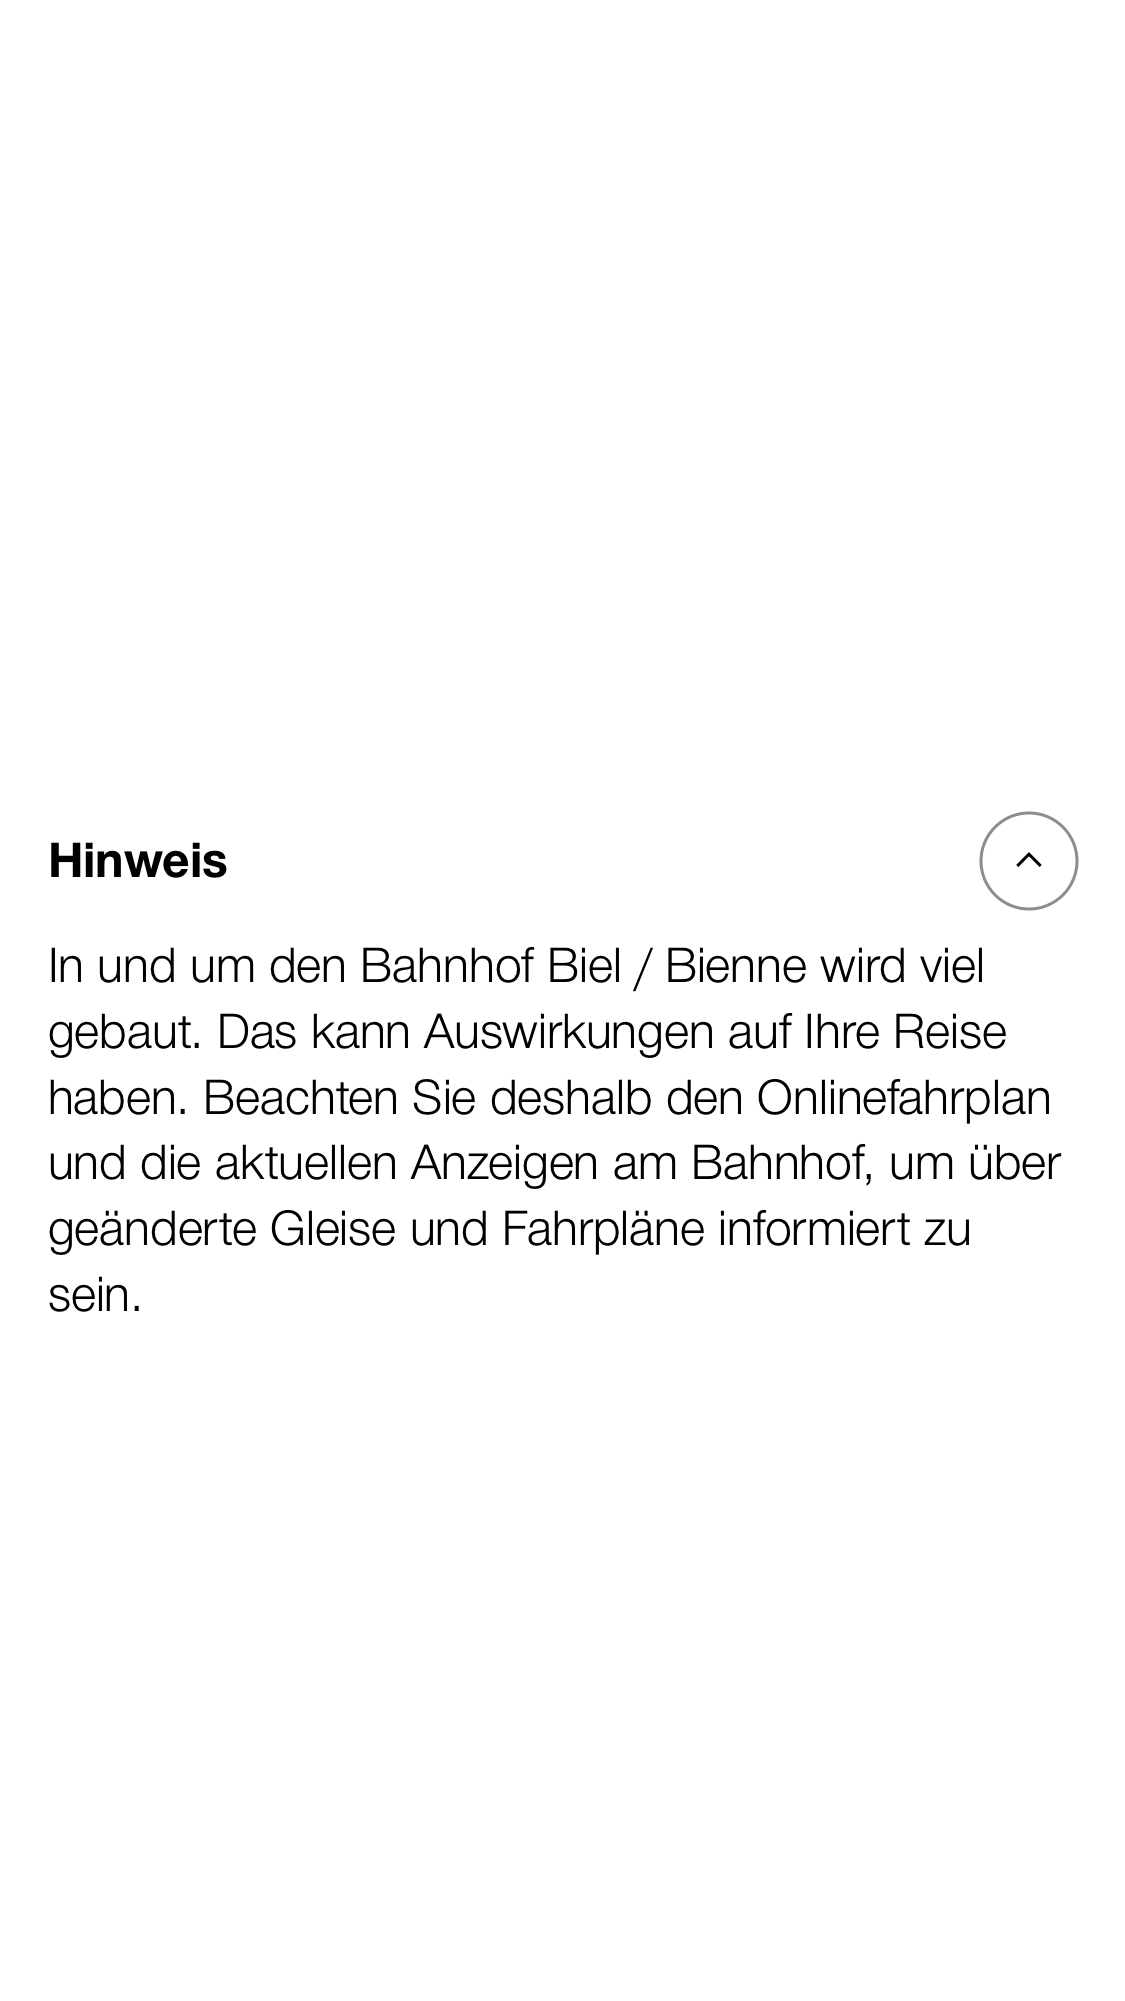 Hinweis
In und um den Bahnhof Biel / Bienne wird viel
gebaut. Das kann Auswirkungen auf Ihre Reise
haben. Beachten Sie deshalb den Onlinefahrplan
und die aktuellen Anzeigen am Bahnhof, um über
geänderte Gleise und Fahrpläne informiert zu
sein.